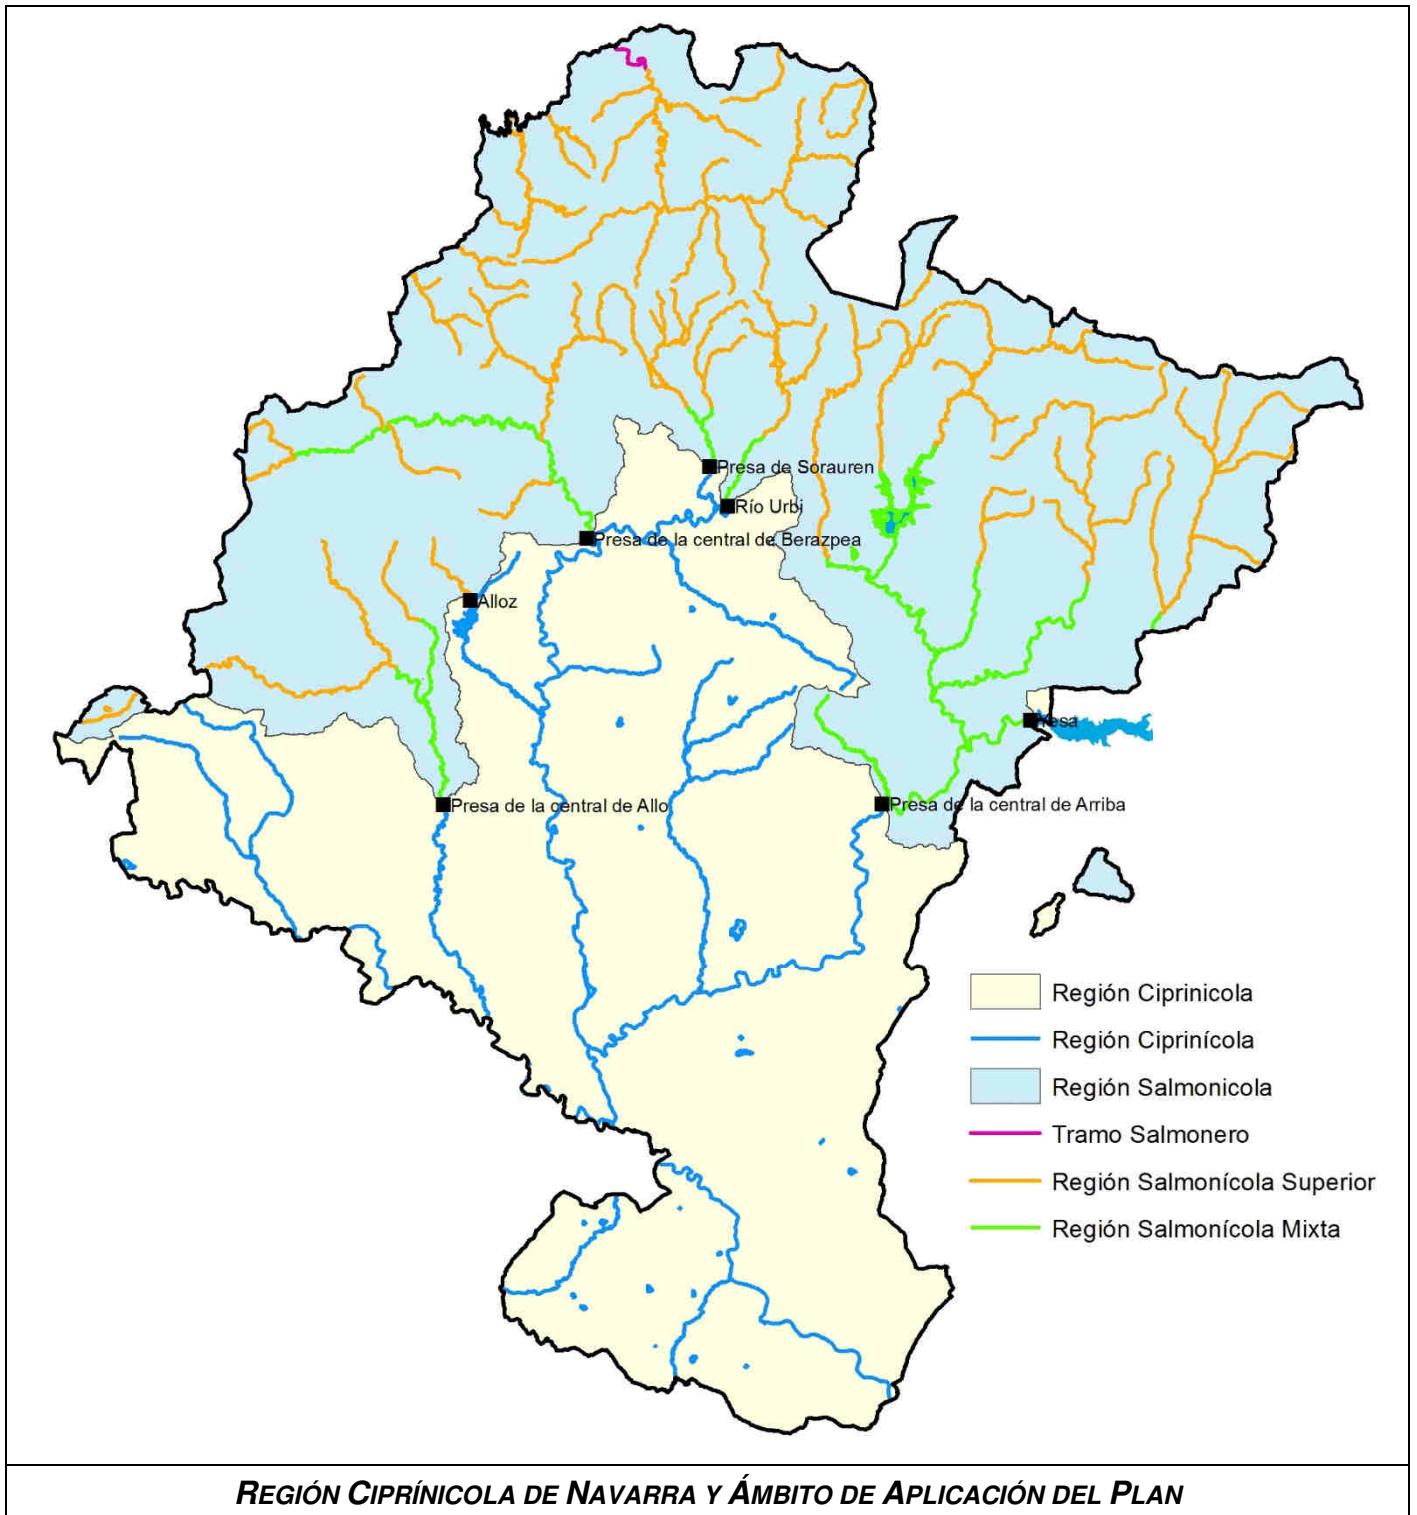 Presa de Sorauren
Río Urbi
Presa de la central de Berazpea
Alloz
Yesa
Presa de la central de Allo
Presa de la central de Arriba
Región Ciprinicola
Región Ciprinícola
Región Salmonicola
Tramo Salmonero
Región Salmonícola Superior
Región Salmonícola Mixta
REGIÓN CIPRÍNICOLA DE NAVARRA Y ÁMBITO DE APLICACIÓN DEL PLAN